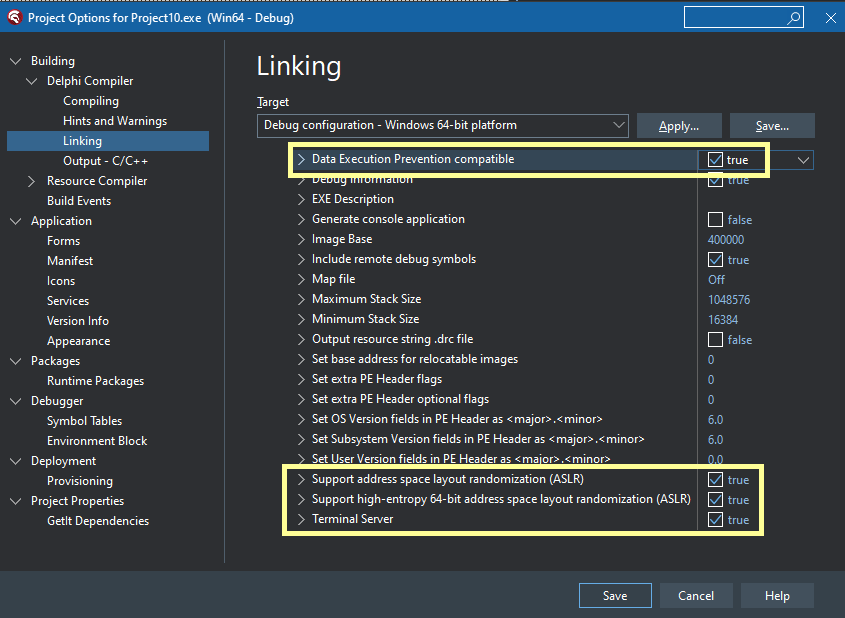 Project Options for Project10.exe (Win64 - Debug)
Building
Delphi Compiler
Compiling
Hints and Warnings
Linking
Output - C/C++
Resource Compiler
Build Events
Application
Forms
Manifest
Icons
Services
Version Info
Appearance
Packages
Runtime Packages
Debugger
Symbol Tables
Environment Block
Deployment
Provisioning
Project Properties
GetIt Dependencies
Linking
Target
Debug configuration - Windows 64-bit platform
Apply...
Save...
Data Execution Prevention compatible true
Debug information true
EXE Description
Generate console application false
Image Base 400000
Include remote debug symbols true
Map file Off
Maximum Stack Size 1048576
Minimum Stack Size 16384
Output resource string .drc file false
Set base address for relocatable images 0
Set extra PE Header flags 0
Set extra PE Header optional flags 0
Set OS Version fields in PE Header as <major>.<minor> 6.0
Set Subsystem Version fields in PE Header as <major>.<minor> 6.0
Set User Version fields in PE Header as <major>.<minor> 0.0
Support address space layout randomization (ASLR) true
Support high-entropy 64-bit address space layout randomization (ASLR) true
Terminal Server true
Save
Cancel
Help